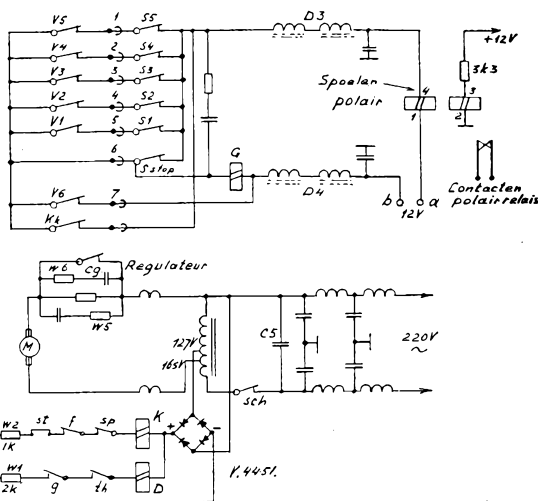 V5 1 S5
V4 2 S4
V3 3 S3
V2 4 S2
V1 5 S1
6
S stop
V6 7
Kk
G
D3
D4
Spoelen
polair
4
1
+12V
3k3
3
2
b a
12V
Contacten
polairrelais
W6 Cg
Regulateur
W5
M
127V
165V
C5
220V
~
sch
W2 st f sp K
1K
+ -
W1 g th D
2K
V.4451.